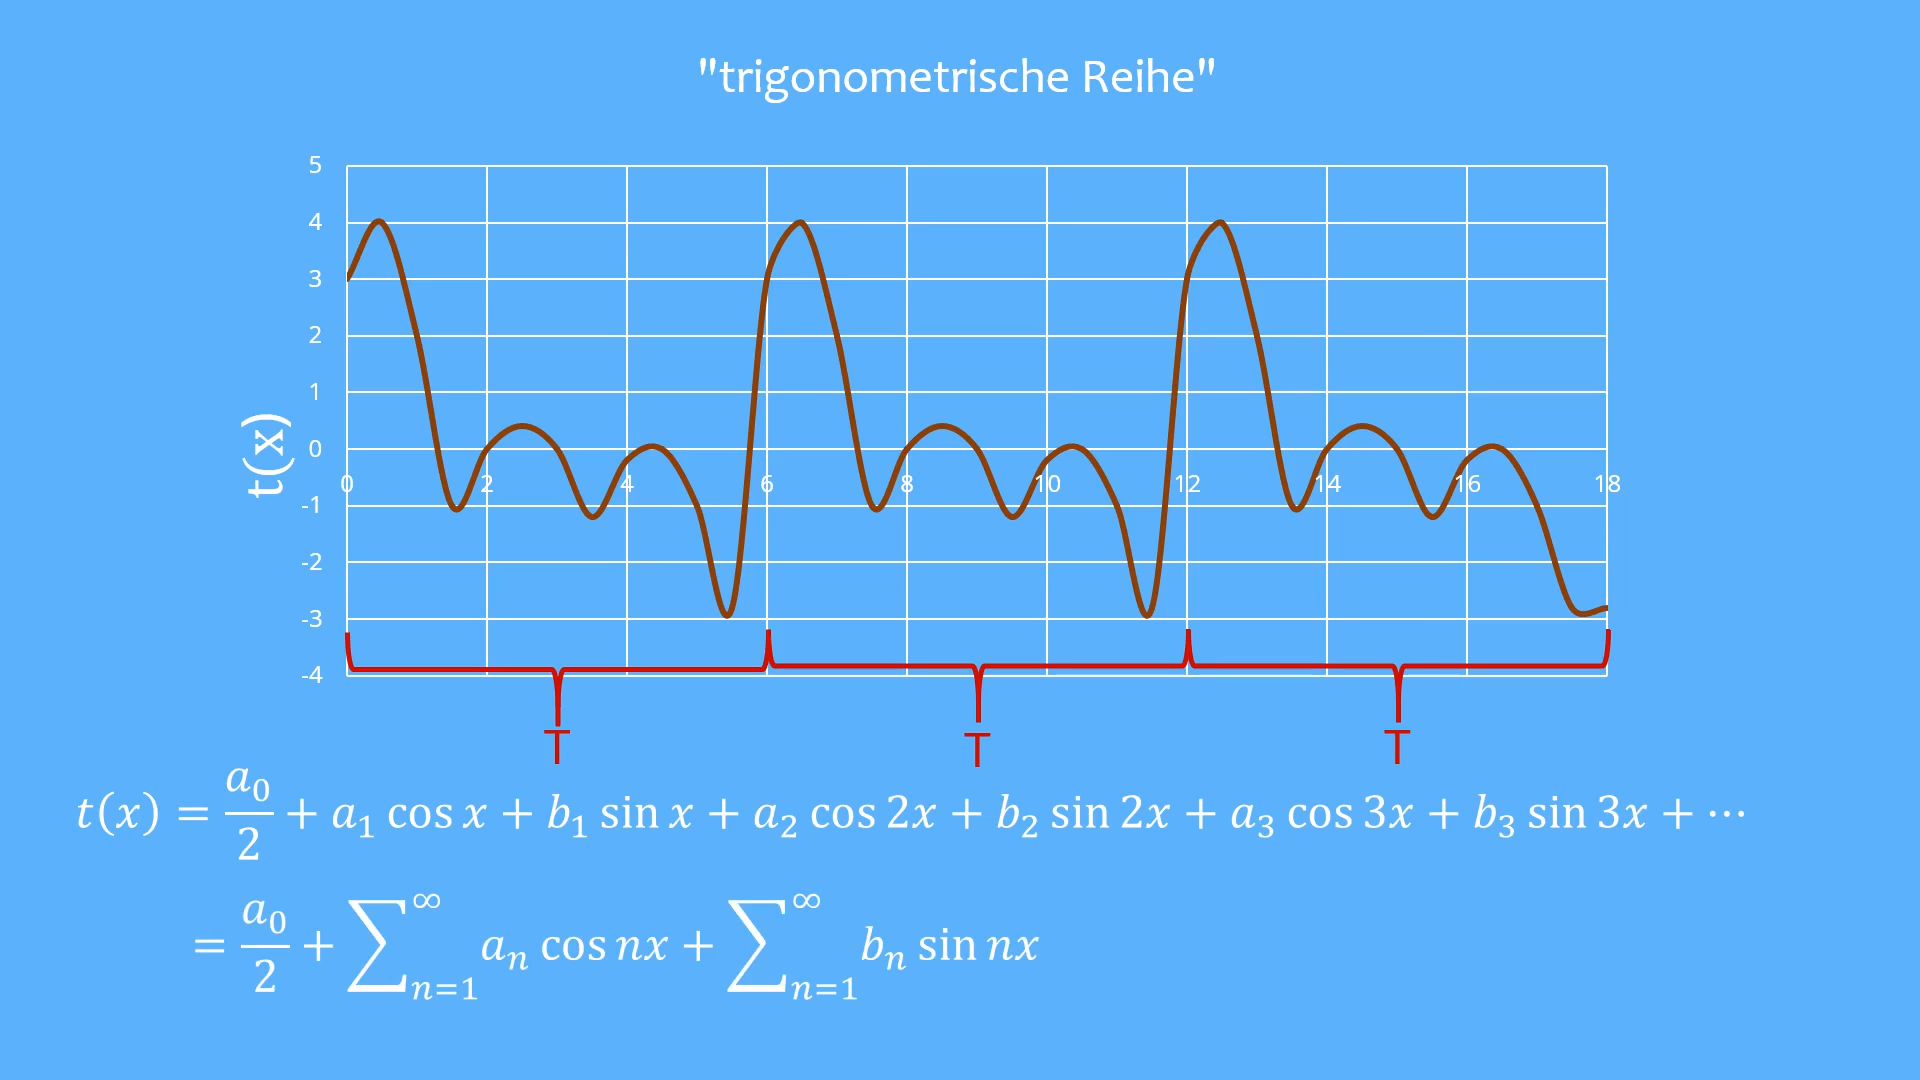 "trigonometrische Reihe"
5
4
3
2
1
0
-1
-2
-3
-4
t(x)
0 2 4 6 8 10 12 14 16 18
T T T
t(x) = a₀/2 + a₁ cos x + b₁ sin x + a₂ cos 2x + b₂ sin 2x + a₃ cos 3x + b₃ sin 3x + ⋯
= a₀/2 + ∑ₙ₌₁^∞ aₙ cos nx + ∑ₙ₌₁^∞ bₙ sin nx